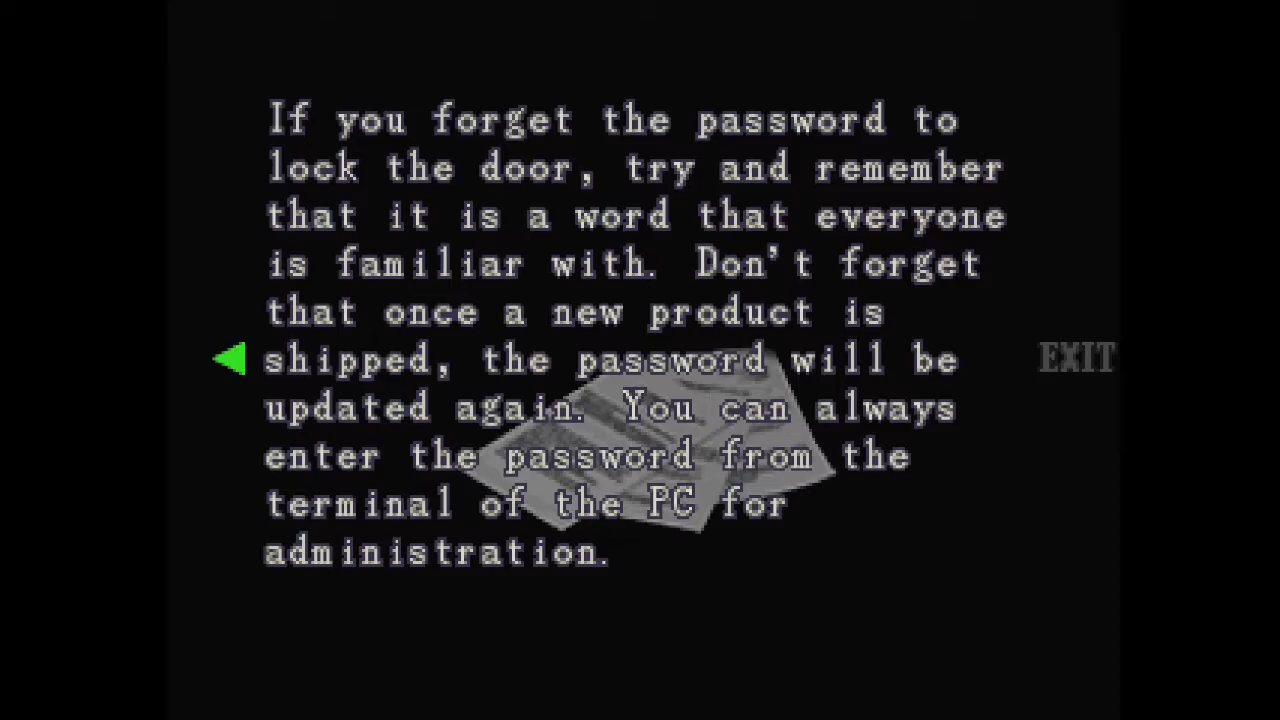 If you forget the password to
lock the door, try and remember
that it is a word that everyone
is familiar with. Don't forget
that once a new product is
shipped, the password will be
updated again. You can always
enter the password from the
terminal of the PC for
administration.
EXIT